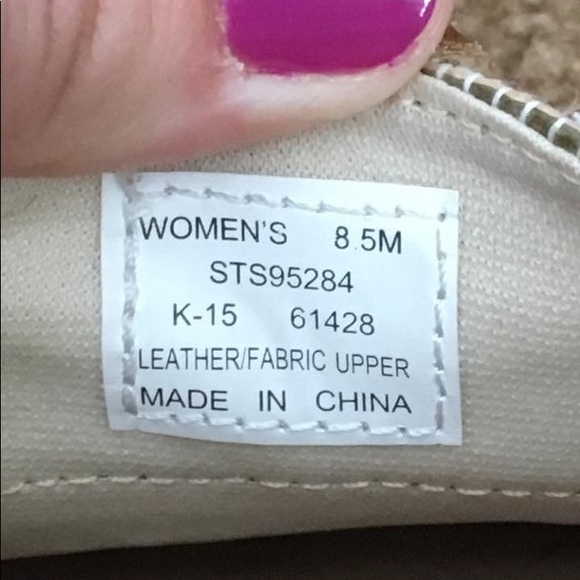 WOMEN'S 8.5M
STS95284
K-15 61428
LEATHER/FABRIC UPPER
MADE IN CHINA